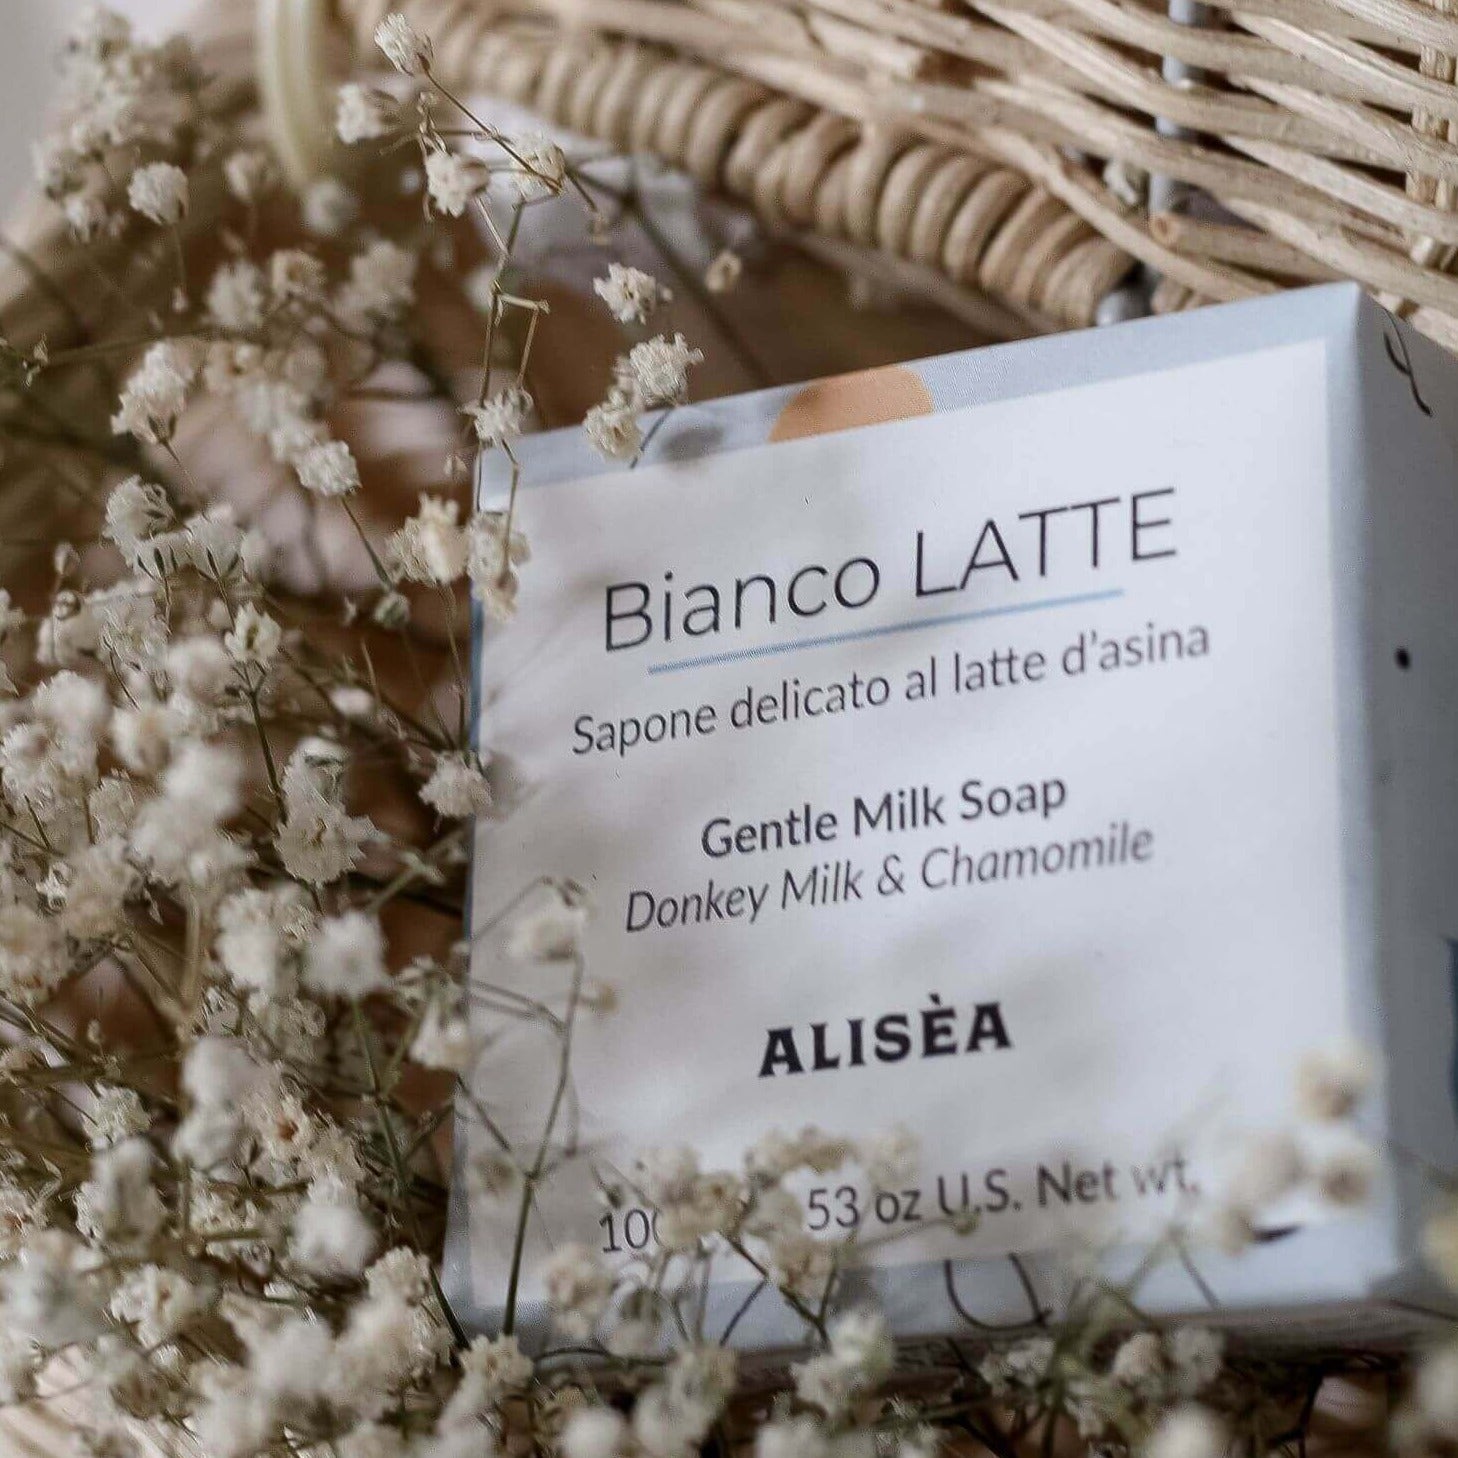 Bianco LATTE
Sapone delicato al latte d'asina
Gentle Milk Soap
Donkey Milk & Chamomile
ALISÈA
53 oz U.S. Net wt.